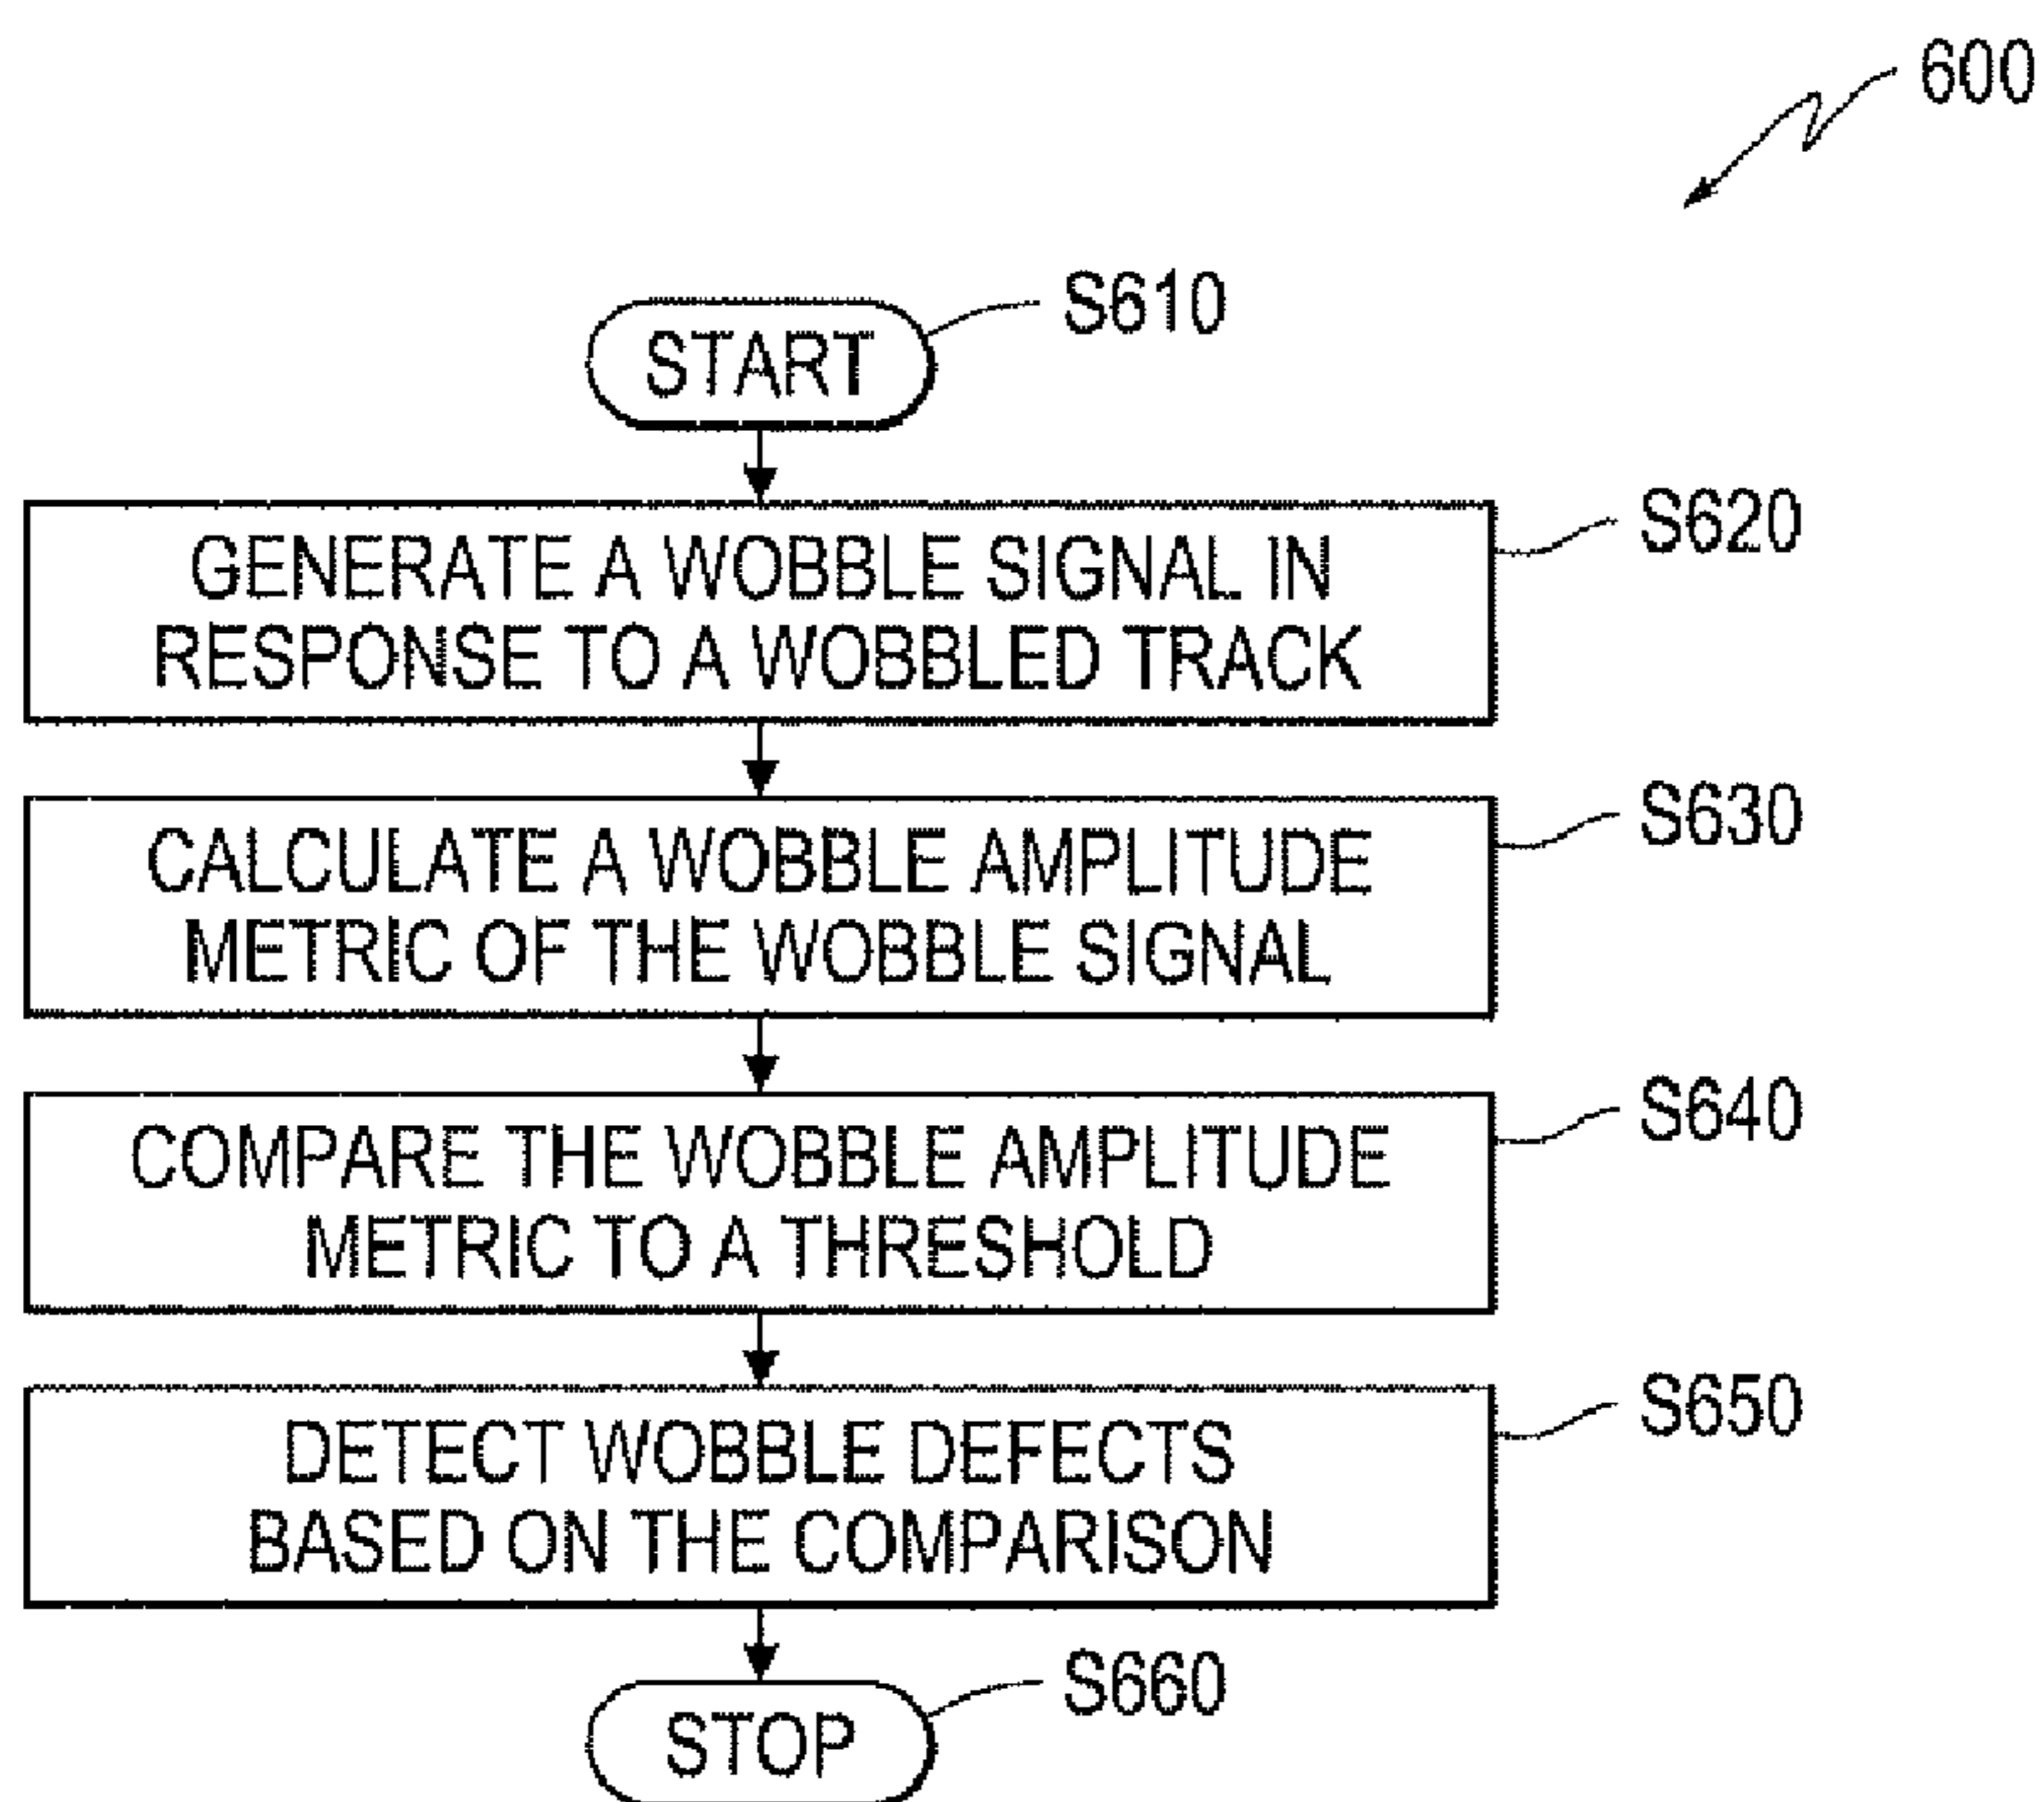 600
START
S610
GENERATE A WOBBLE SIGNAL IN
RESPONSE TO A WOBBLED TRACK
S620
CALCULATE A WOBBLE AMPLITUDE
METRIC OF THE WOBBLE SIGNAL
S630
COMPARE THE WOBBLE AMPLITUDE
METRIC TO A THRESHOLD
S640
DETECT WOBBLE DEFECTS
BASED ON THE COMPARISON
S650
STOP
S660